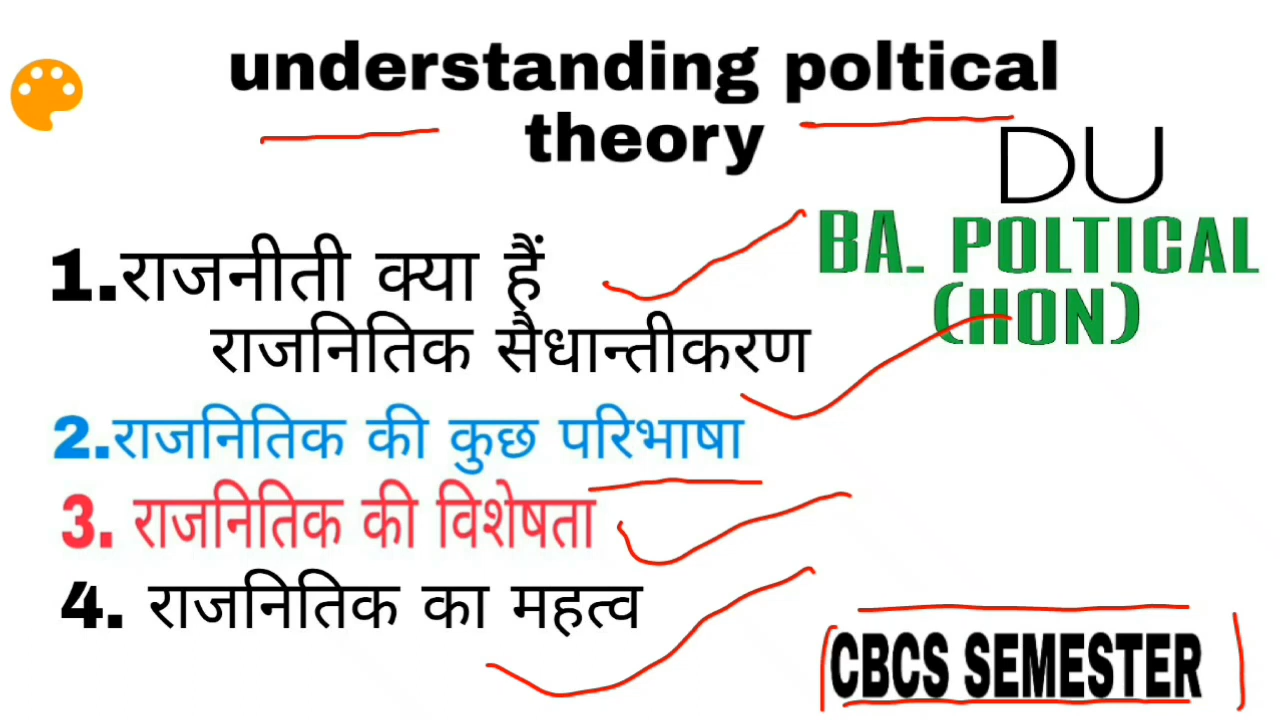 understanding poltical
theory
DU
BA. POLTICAL
(HON)
1.राजनीती क्या हैं
राजनितिक सैधान्तीकरण
2.राजनितिक की कुछ परिभाषा
3. राजनितिक की विशेषता
4. राजनितिक का महत्व
CBCS SEMESTER